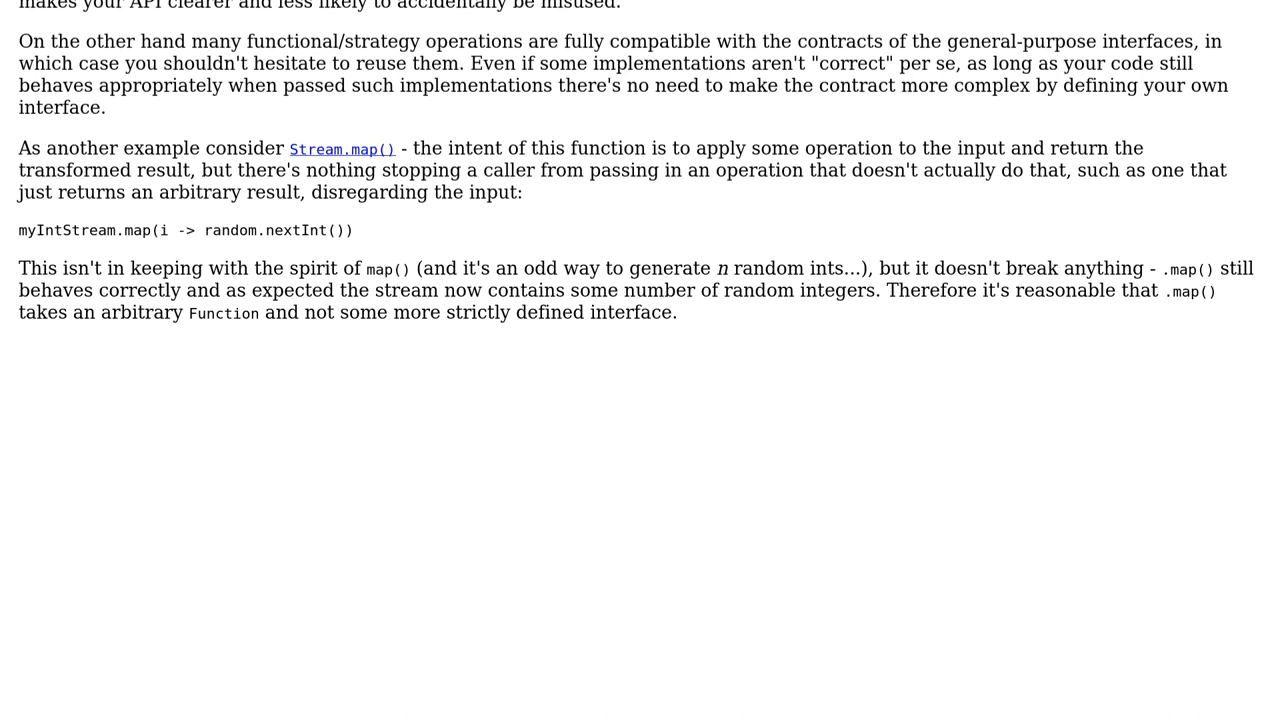 makes your API clearer and less likely to accidentally be misused.
On the other hand many functional/strategy operations are fully compatible with the contracts of the general-purpose interfaces, in
which case you shouldn't hesitate to reuse them. Even if some implementations aren't "correct" per se, as long as your code still
behaves appropriately when passed such implementations there's no need to make the contract more complex by defining your own
interface.
As another example consider Stream.map() - the intent of this function is to apply some operation to the input and return the
transformed result, but there's nothing stopping a caller from passing in an operation that doesn't actually do that, such as one that
just returns an arbitrary result, disregarding the input:
myIntStream.map(i -> random.nextInt())
This isn't in keeping with the spirit of map() (and it's an odd way to generate n random ints...), but it doesn't break anything - .map() still
behaves correctly and as expected the stream now contains some number of random integers. Therefore it's reasonable that .map()
takes an arbitrary Function and not some more strictly defined interface.